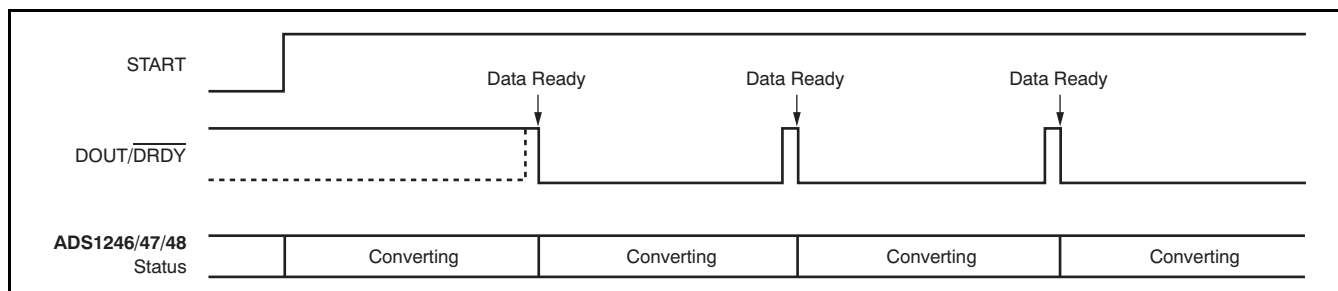 START
Data Ready Data Ready Data Ready
DOUT/DRDY
ADS1246/47/48
Status
Converting Converting Converting Converting